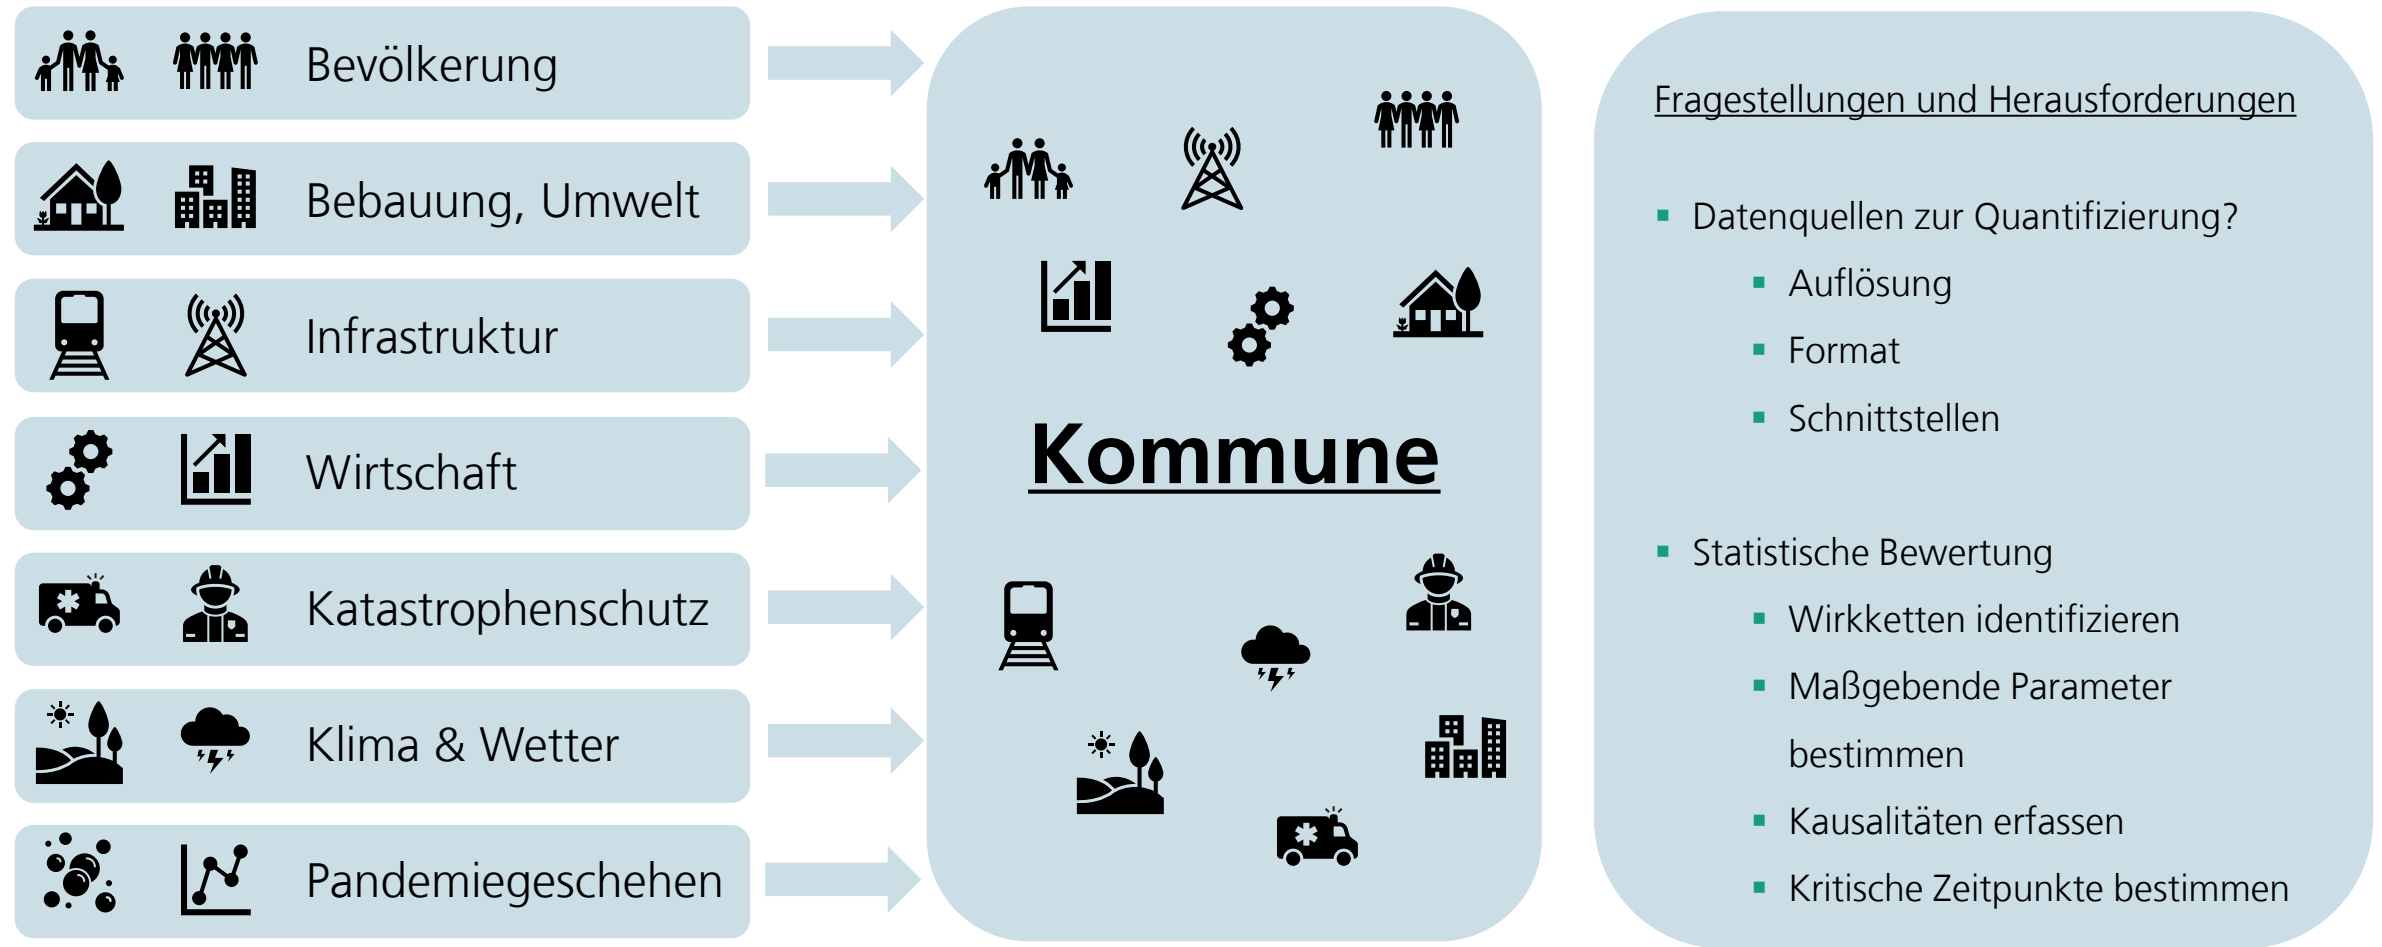 Bevölkerung
Bebauung, Umwelt
Infrastruktur
Wirtschaft
Katastrophenschutz
Klima & Wetter
Pandemiegeschehen
Kommune
Fragestellungen und Herausforderungen
Datenquellen zur Quantifizierung?
Auflösung
Format
Schnittstellen
Statistische Bewertung
Wirkketten identifizieren
Maßgebende Parameter
bestimmen
Kausalitäten erfassen
Kritische Zeitpunkte bestimmen